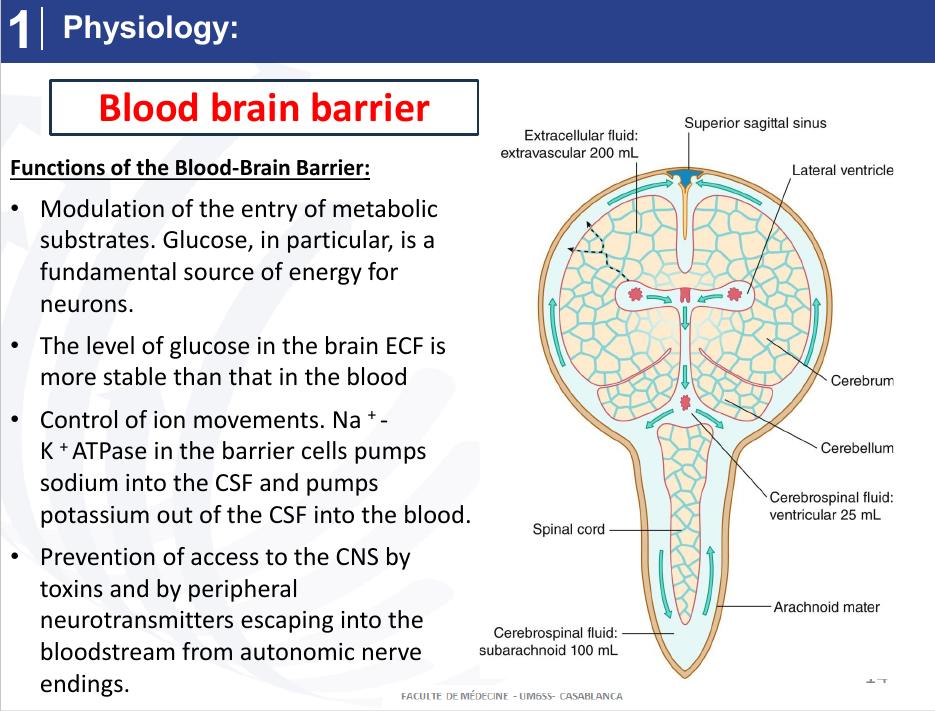 1 Physiology:
Blood brain barrier
Functions of the Blood-Brain Barrier:
• Modulation of the entry of metabolic
substrates. Glucose, in particular, is a
fundamental source of energy for
neurons.
• The level of glucose in the brain ECF is
more stable than that in the blood
• Control of ion movements. Na + -
K + ATPase in the barrier cells pumps
sodium into the CSF and pumps
potassium out of the CSF into the blood.
• Prevention of access to the CNS by
toxins and by peripheral
neurotransmitters escaping into the
bloodstream from autonomic nerve
endings.
Superior sagittal sinus
Extracellular fluid:
extravascular 200 mL
Lateral ventricle
Cerebrum
Cerebellum
Cerebrospinal fluid:
ventricular 25 mL
Spinal cord
Arachnoid mater
Cerebrospinal fluid:
subarachnoid 100 mL
FACULTE DE MÉDECINE - UM6SS- CASABLANCA